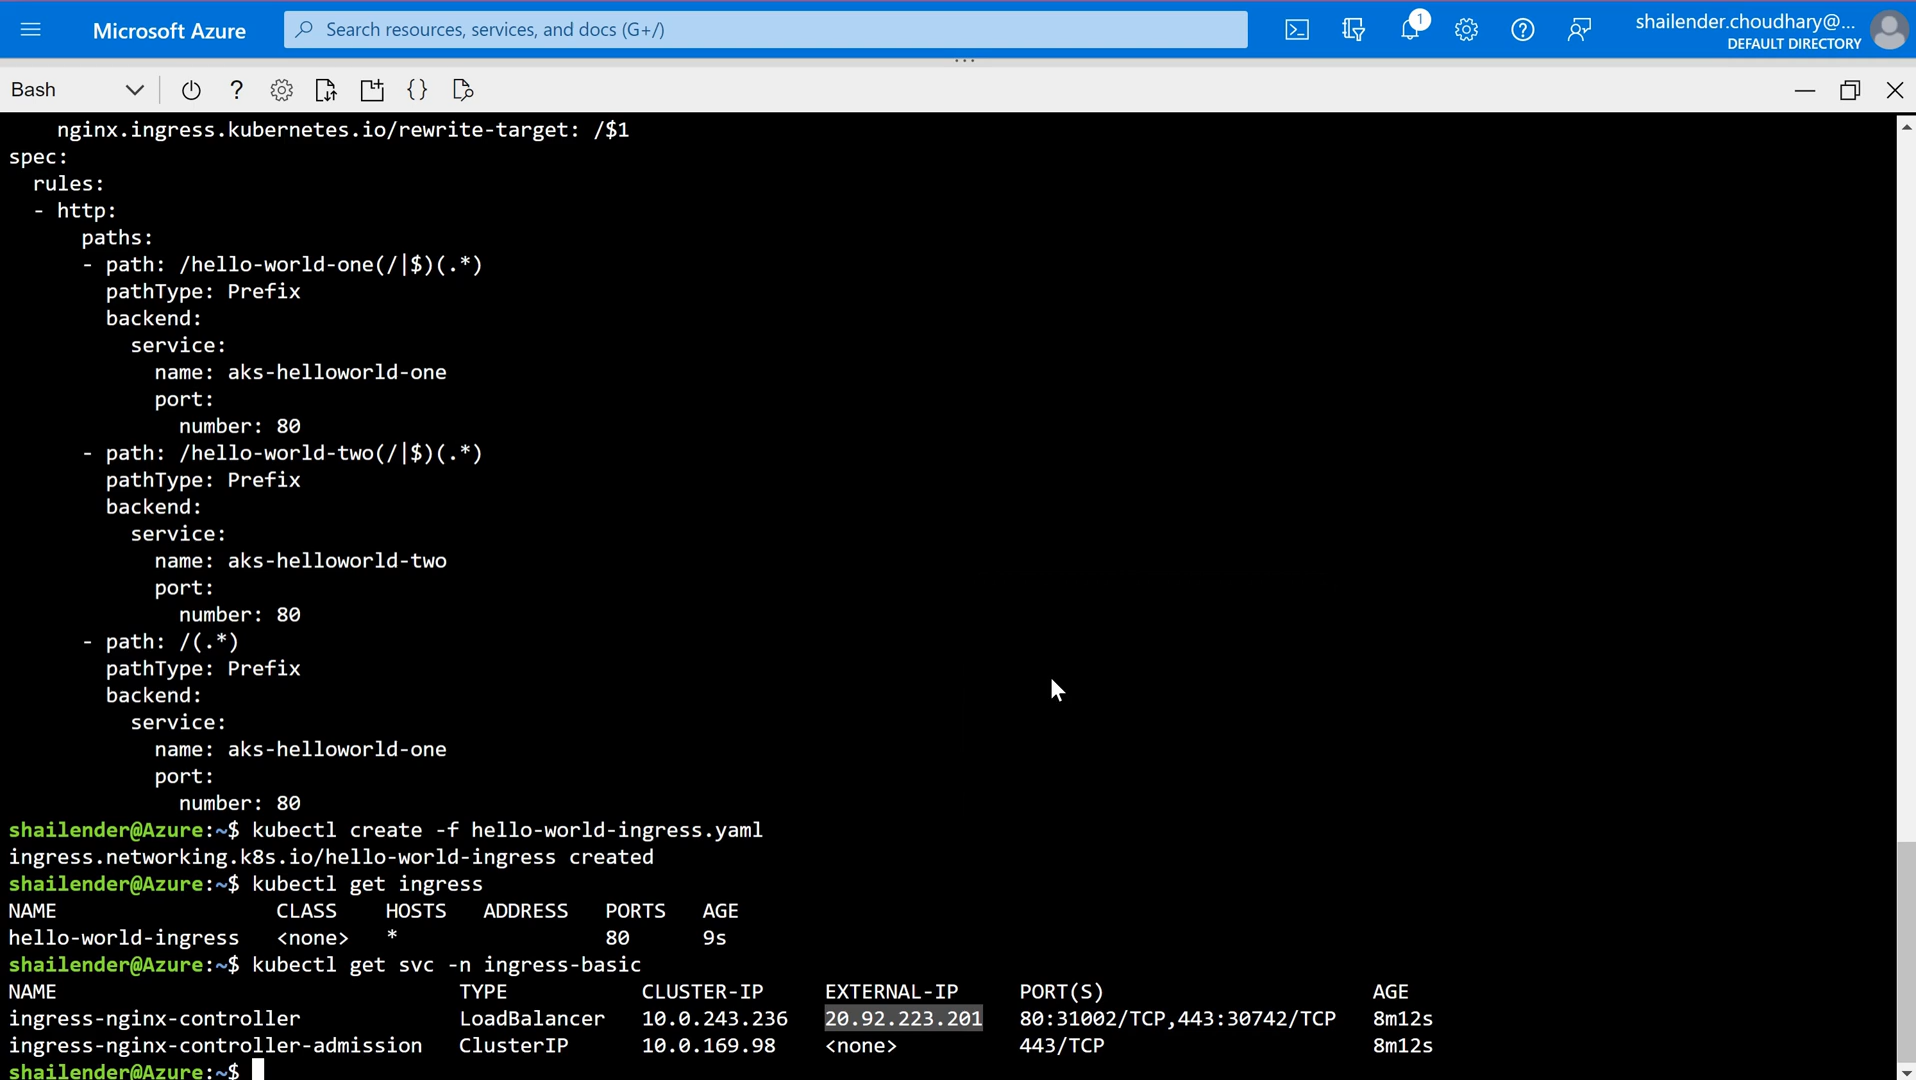 Microsoft Azure
Search resources, services, and docs (G+/)
1
shailender.choudhary@...
DEFAULT DIRECTORY
...
Bash
?
{}
nginx.ingress.kubernetes.io/rewrite-target: /$1
spec:
  rules:
  - http:
      paths:
      - path: /hello-world-one(/|$)(.*)
        pathType: Prefix
        backend:
          service:
            name: aks-helloworld-one
            port:
              number: 80
      - path: /hello-world-two(/|$)(.*)
        pathType: Prefix
        backend:
          service:
            name: aks-helloworld-two
            port:
              number: 80
      - path: /(.*)
        pathType: Prefix
        backend:
          service:
            name: aks-helloworld-one
            port:
              number: 80
shailender@Azure:~$ kubectl create -f hello-world-ingress.yaml
ingress.networking.k8s.io/hello-world-ingress created
shailender@Azure:~$ kubectl get ingress
NAME                  CLASS    HOSTS   ADDRESS   PORTS   AGE
hello-world-ingress   <none>   *                 80      9s
shailender@Azure:~$ kubectl get svc -n ingress-basic
NAME                                 TYPE           CLUSTER-IP     EXTERNAL-IP     PORT(S)                      AGE
ingress-nginx-controller             LoadBalancer   10.0.243.236   20.92.223.201   80:31002/TCP,443:30742/TCP   8m12s
ingress-nginx-controller-admission   ClusterIP      10.0.169.98    <none>          443/TCP                      8m12s
shailender@Azure:~$